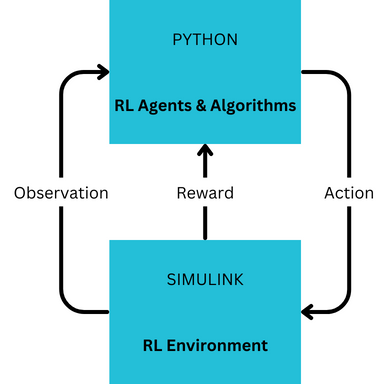 PYTHON
RL Agents & Algorithms
Observation
Reward
Action
SIMULINK
RL Environment